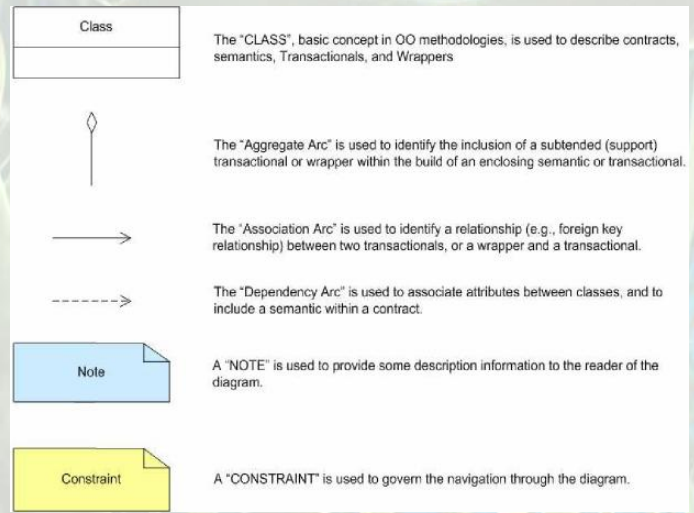 Class
The "CLASS", basic concept in OO methodologies, is used to describe contracts,
semantics, Transactionals, and Wrappers
The "Aggregate Arc" is used to identify the inclusion of a subtended (support)
transactional or wrapper within the build of an enclosing semantic or transactional.
The "Association Arc" is used to identify a relationship (e.g., foreign key
relationship) between two transactionals, or a wrapper and a transactional.
The "Dependency Arc" is used to associate attributes between classes, and to
include a semantic within a contract.
Note
A "NOTE" is used to provide some description information to the reader of the
diagram.
Constraint
A "CONSTRAINT" is used to govern the navigation through the diagram.